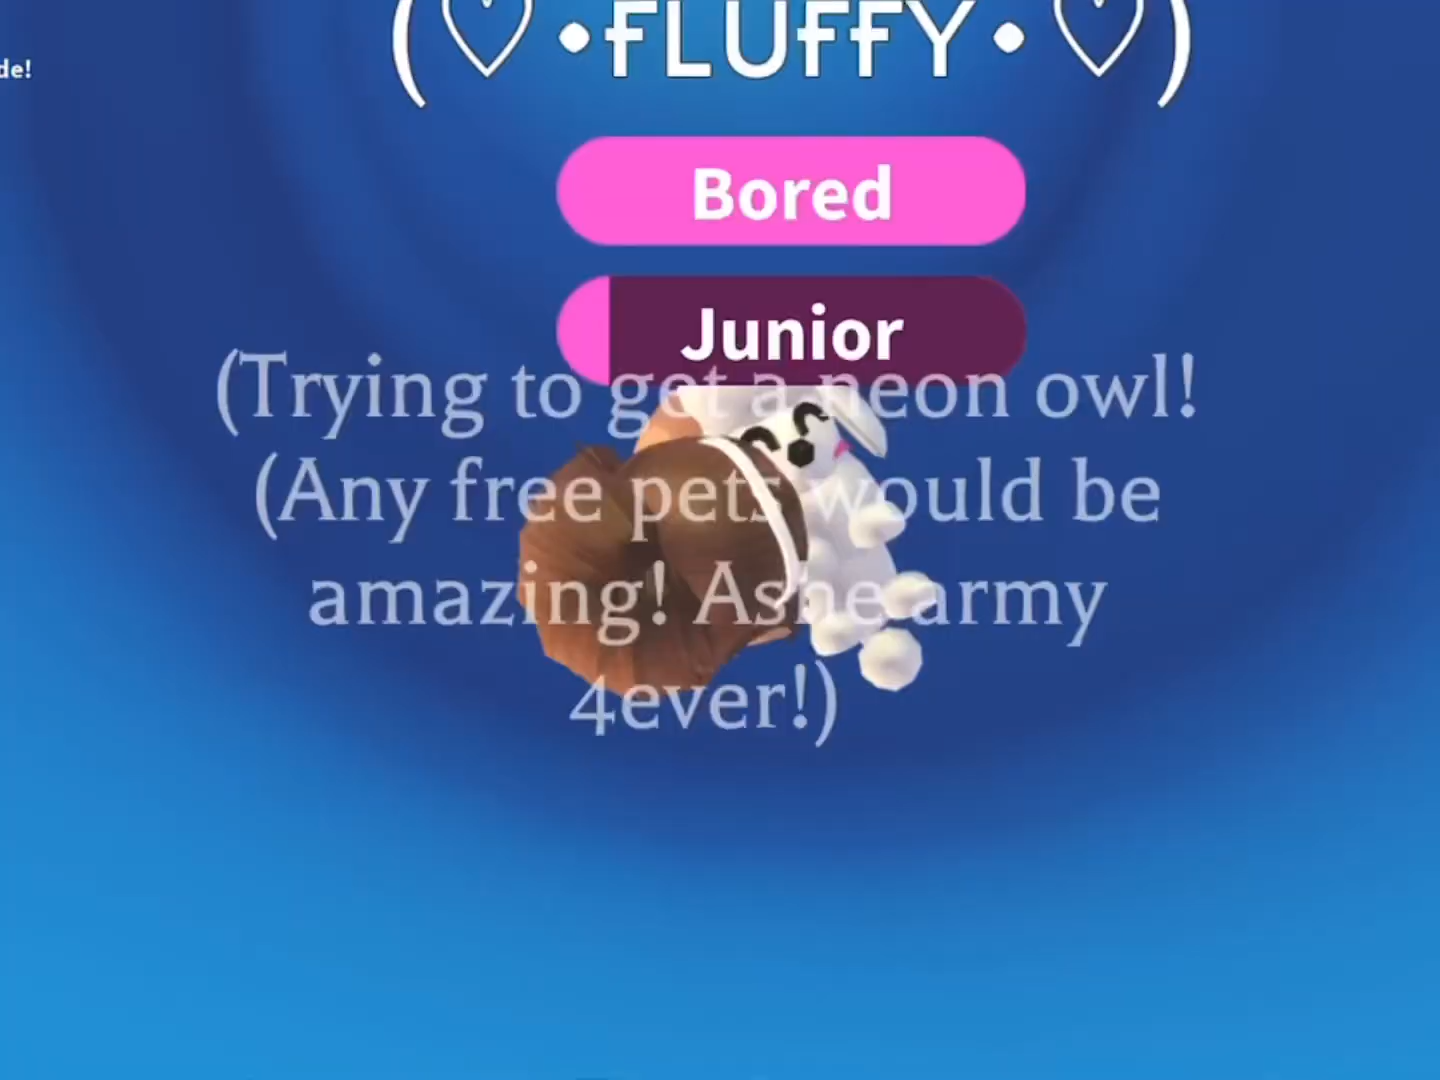 (♡•fLUffY•♡)
de!
Bored
Junior
(Trying to get a neon owl!
(Any free pets would be
amazing! Ashe army
4ever!)